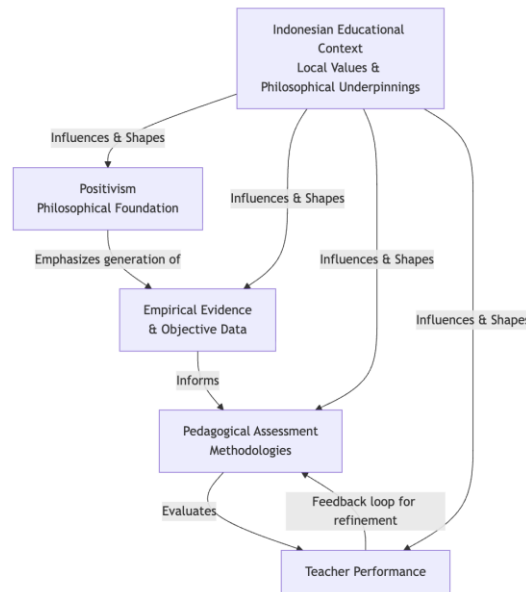 Indonesian Educational
Context
Local Values &
Philosophical Underpinnings
Influences & Shapes
Positivism
Philosophical Foundation
Influences & Shapes
Emphasizes generation of
Influences & Shapes
Empirical Evidence
& Objective Data
Influences & Shapes
Informs
Pedagogical Assessment
Methodologies
Feedback loop for
refinement
Evaluates
Teacher Performance